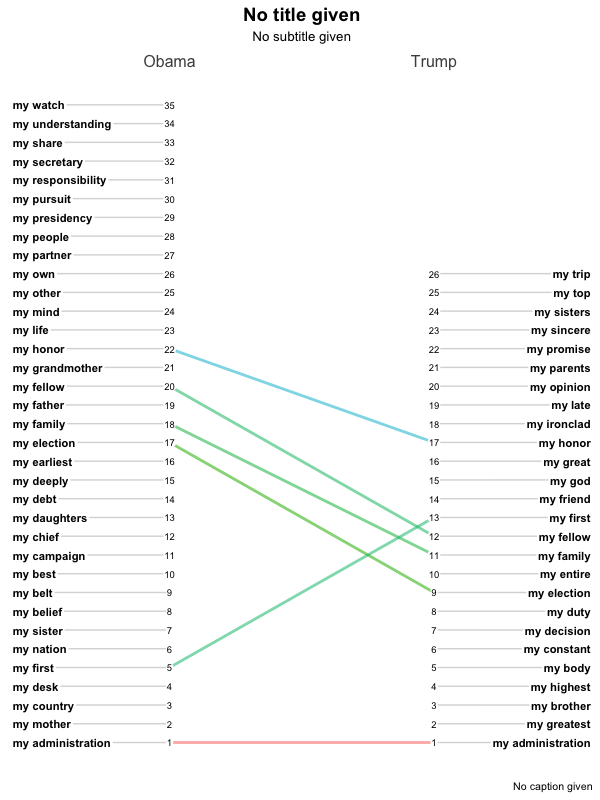 No title given
No subtitle given
Obama Trump
my watch 35
my understanding 34
my share 33
my secretary 32
my responsibility 31
my pursuit 30
my presidency 29
my people 28
my partner 27
my own 26 26 my trip
my other 25 25 my top
my mind 24 24 my sisters
my life 23 23 my sincere
my honor 22 22 my promise
my grandmother 21 21 my parents
my fellow 20 20 my opinion
my father 19 19 my late
my family 18 18 my ironclad
my election 17 17 my honor
my earliest 16 16 my great
my deeply 15 15 my god
my debt 14 14 my friend
my daughters 13 13 my first
my chief 12 12 my fellow
my campaign 11 11 my family
my best 10 10 my entire
my belt 9 9 my election
my belief 8 8 my duty
my sister 7 7 my decision
my nation 6 6 my constant
my first 5 5 my body
my desk 4 4 my highest
my country 3 3 my brother
my mother 2 2 my greatest
my administration 1 1 my administration
No caption given